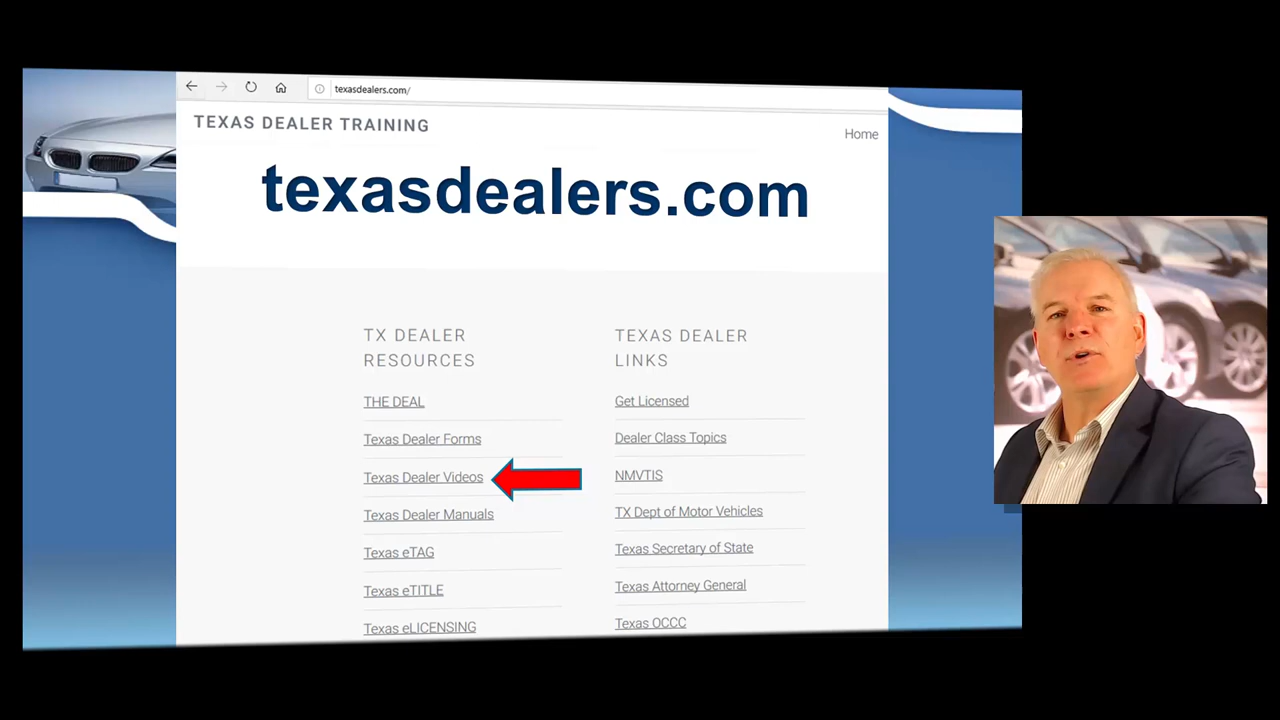 texasdealers.com/
TEXAS DEALER TRAINING
Home
texasdealers.com
TX DEALER
RESOURCES
THE DEAL
Texas Dealer Forms
Texas Dealer Videos
Texas Dealer Manuals
Texas eTAG
Texas eTITLE
Texas eLICENSING
TEXAS DEALER
LINKS
Get Licensed
Dealer Class Topics
NMVTIS
TX Dept of Motor Vehicles
Texas Secretary of State
Texas Attorney General
Texas OCCC